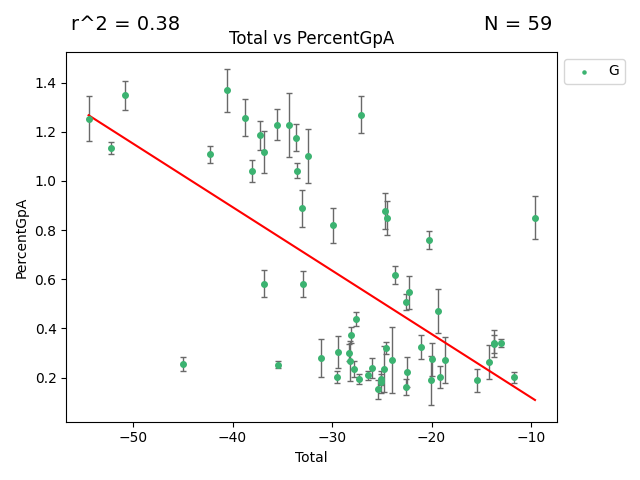 r^2 = 0.38
N = 59
Total vs PercentGpA
G
PercentGpA
1.4
1.2
1.0
0.8
0.6
0.4
0.2
−50
−40
−30
−20
−10
Total